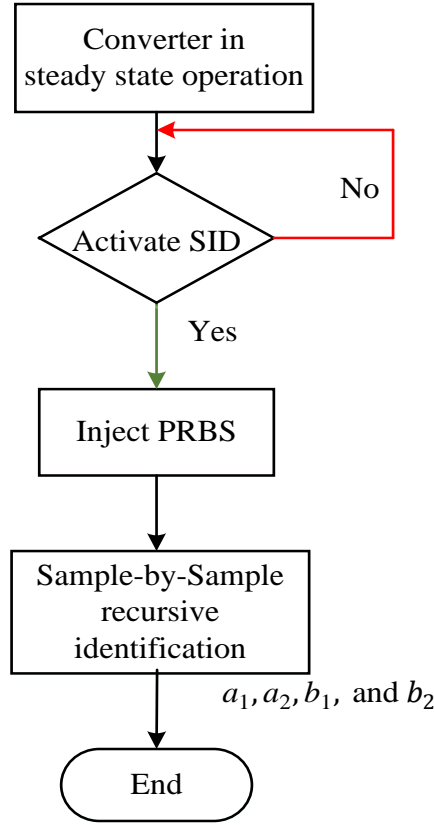 Converter in
steady state operation
No
Activate SID
Yes
Inject PRBS
Sample-by-Sample
recursive
identification
a₁, a₂, b₁, and b₂
End